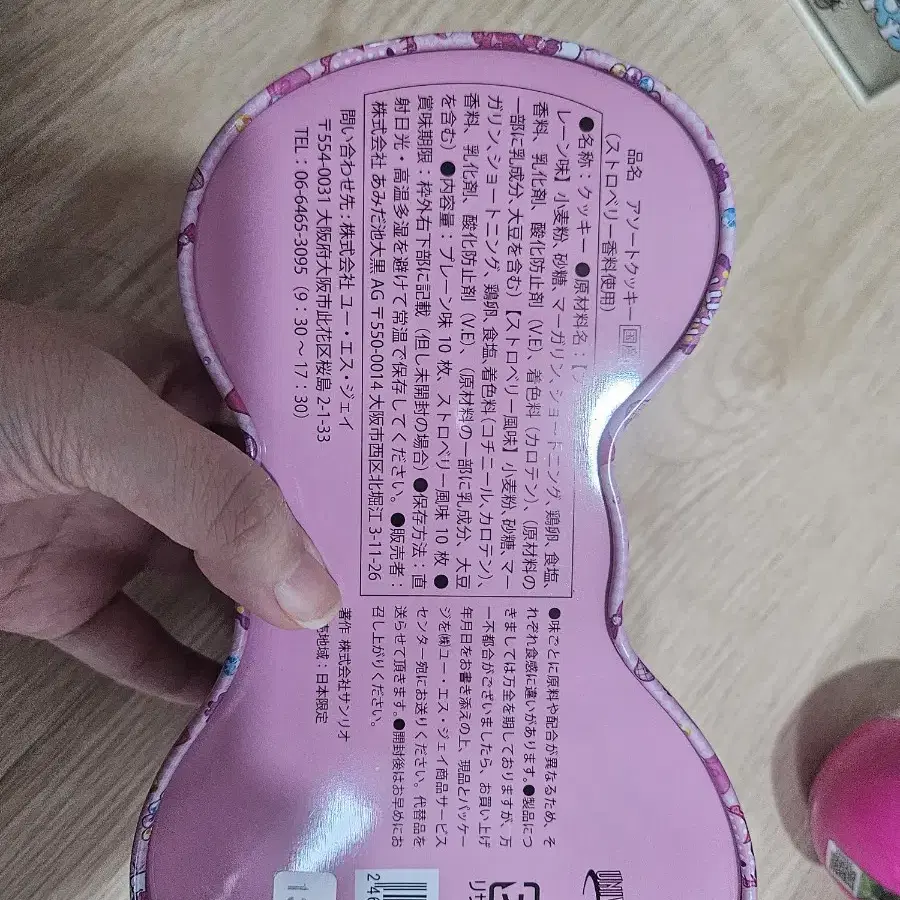 品名 アソートクッキー 国産
(ストロベリー香料使用)
●名称:クッキー ●原材料名:【プ
レーン味】小麦粉、砂糖、マーガリン、ショートニング、鶏卵、食塩、
香料、乳化剤、酸化防止剤(V.E)、着色料(カロテン)、(原材料の
一部に乳成分、大豆を含む)【ストロベリー風味】小麦粉、砂糖、マー
ガリン、ショートニング、鶏卵、食塩、着色料(コチニール、カロテン)、
香料、乳化剤、酸化防止剤(V.E)、(原材料の一部に乳成分、大豆
を含む) ●内容量:プレーン味 10 枚、ストロベリー風味 10 枚 ●
賞味期限:枠外右下部に記載(但し未開封の場合) ●保存方法:直
射日光・高温多湿を避けて常温で保存してください。 ●販売者:
株式会社 あみだ池大黒 AG 〒550-0014 大阪市西区北堀江 3-11-26
問い合わせ先:株式会社 ユー・エス・ジェイ
〒554-0031 大阪府大阪市此花区桜島 2-1-33
TEL:06-6465-3095(9:30~17:30)
●味ごとに原料や配合が異なるため、そ
れぞれ食感に違いがあります。●製品につ
きましては万全を期しておりますが、万
一不都合がございましたら、お買い上げ
年月日をお書き添えの上、現品とパッケー
ジを㈱ユー・エス・ジェイ商品サービス
センター宛にお送りください。代替品を
送らせて頂きます。●開封後はお早めにお
召し上がりください。
著作 株式会社サンリオ
地域:日本限定
UNIV